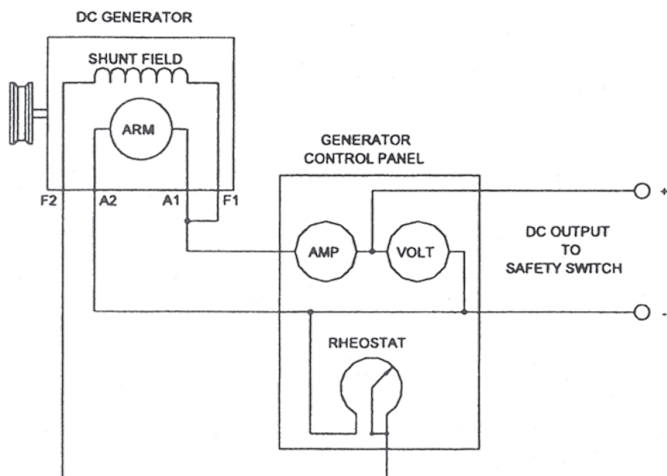 DC GENERATOR
SHUNT FIELD
ARM
F2 A2 A1 F1
GENERATOR
CONTROL PANEL
AMP VOLT
+
DC OUTPUT
TO
SAFETY SWITCH
-
RHEOSTAT